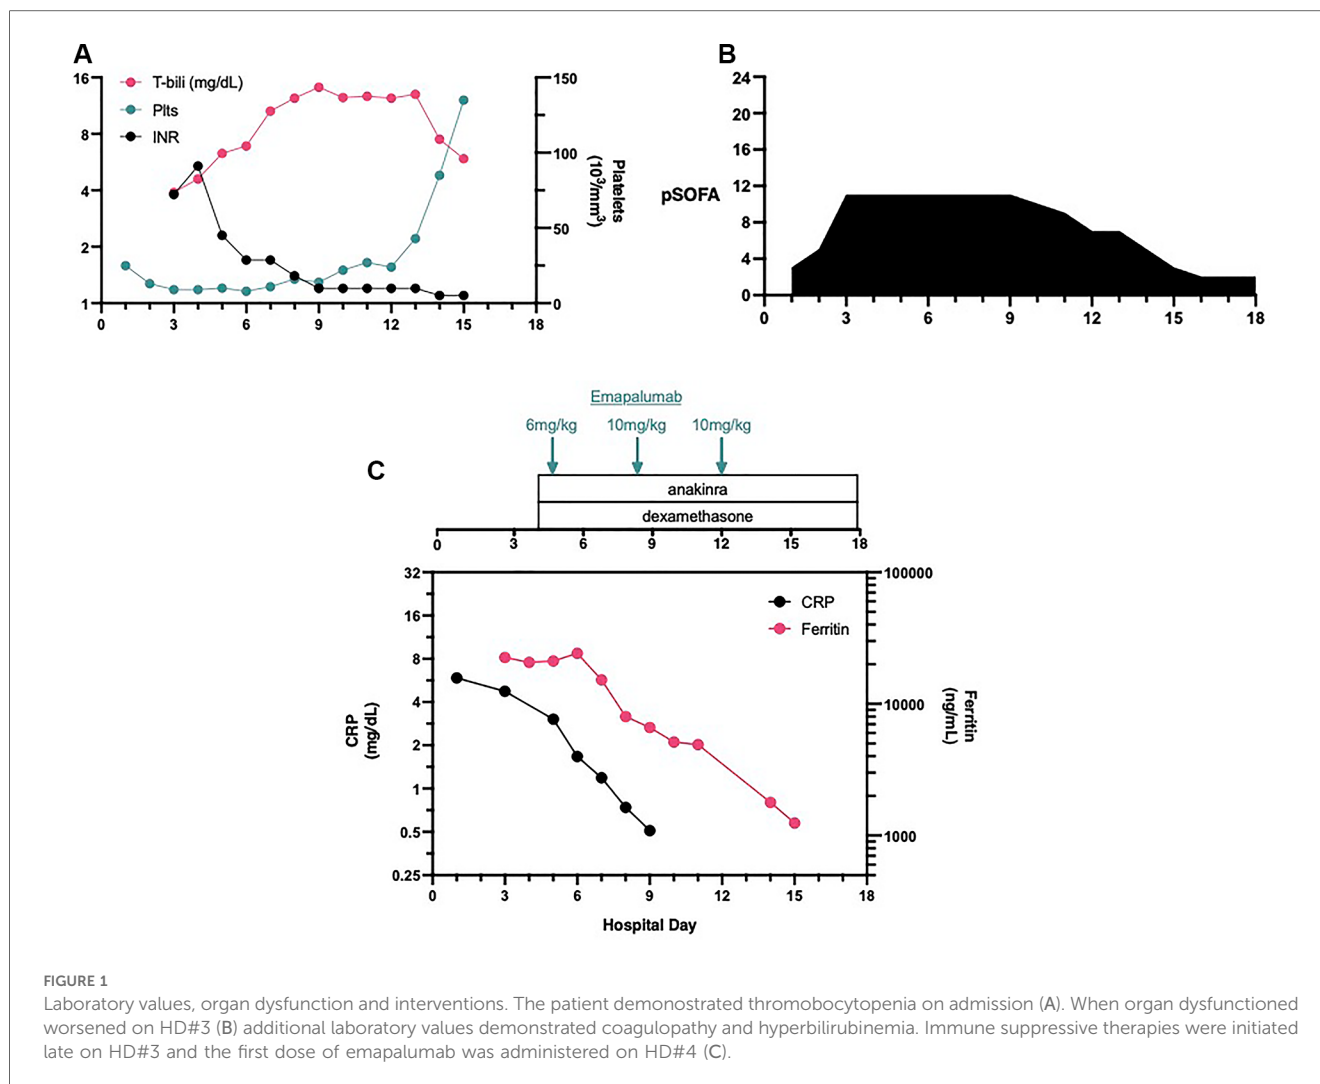 A
T-bili (mg/dL)
Plts
INR
16
8
4
2
1
150
100
50
0
Platelets
(10³/mm³)
0 3 6 9 12 15 18
B
pSOFA
24
20
16
12
8
4
0
0 3 6 9 12 15 18
C
Emapalumab
6mg/kg 10mg/kg 10mg/kg
anakinra
dexamethasone
0 3 6 9 12 15 18
CRP
(mg/dL)
32
16
8
4
2
1
0.5
0.25
CRP
Ferritin
100000
10000
1000
Ferritin
(ng/mL)
0 3 6 9 12 15 18
Hospital Day
FIGURE 1
Laboratory values, organ dysfunction and interventions. The patient demonostrated thromobocytopenia on admission (A). When organ dysfunctioned
worsened on HD#3 (B) additional laboratory values demonstrated coagulopathy and hyperbilirubinemia. Immune suppressive therapies were initiated
late on HD#3 and the first dose of emapalumab was administered on HD#4 (C).